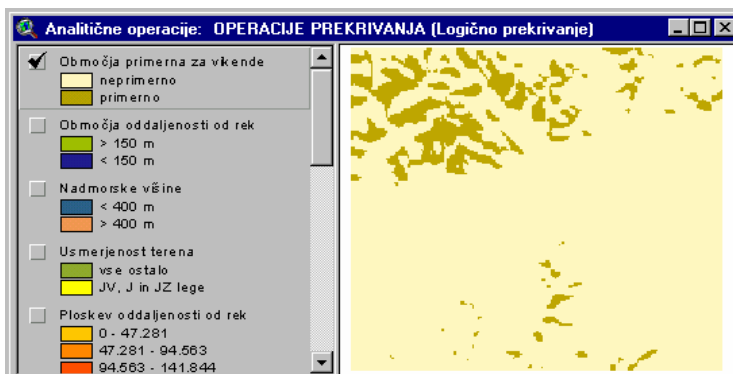 Analitične operacije: OPERACIJE PREKRIVANJA (Logično prekrivanje)
Območja primerna za vikende
neprimerno
primerno
Območja oddaljenosti od rek
> 150 m
< 150 m
Nadmorske višine
< 400 m
> 400 m
Usmerjenost terena
vse ostalo
JV, J in JZ lege
Ploskev oddaljenosti od rek
0 - 47.281
47.281 - 94.563
94.563 - 141.844